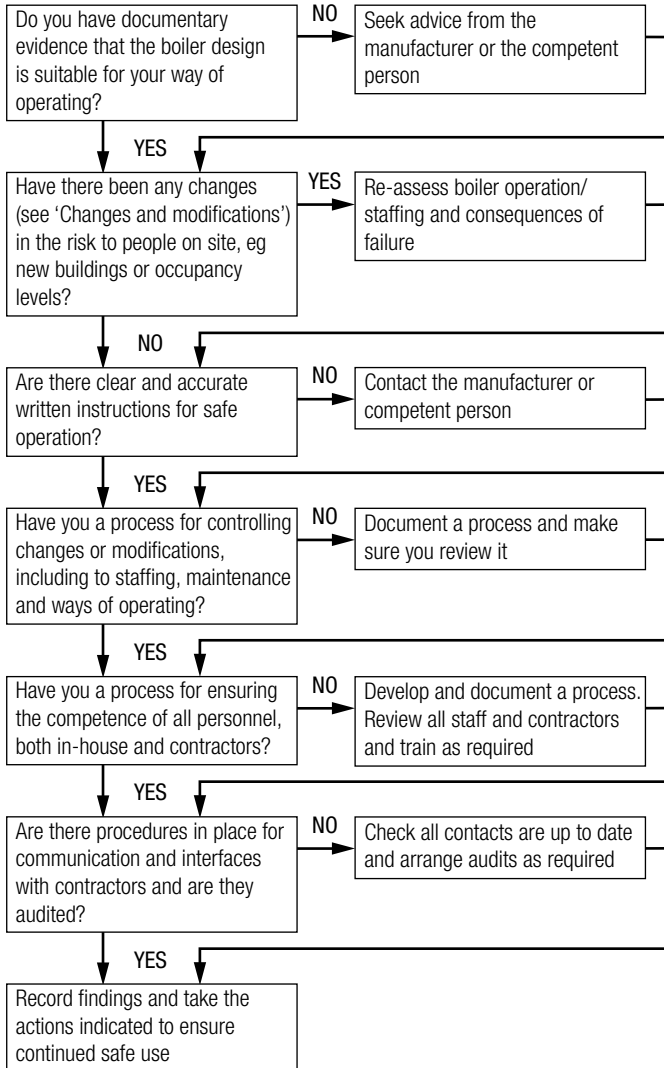 Do you have documentary
evidence that the boiler design
is suitable for your way of
operating?
NO
Seek advice from the
manufacturer or the competent
person
YES
Have there been any changes
(see ‘Changes and modifications’)
in the risk to people on site, eg
new buildings or occupancy
levels?
YES
Re-assess boiler operation/
staffing and consequences of
failure
NO
Are there clear and accurate
written instructions for safe
operation?
NO
Contact the manufacturer or
competent person
YES
Have you a process for controlling
changes or modifications,
including to staffing, maintenance
and ways of operating?
NO
Document a process and make
sure you review it
YES
Have you a process for ensuring
the competence of all personnel,
both in-house and contractors?
NO
Develop and document a process.
Review all staff and contractors
and train as required
YES
Are there procedures in place for
communication and interfaces
with contractors and are they
audited?
NO
Check all contacts are up to date
and arrange audits as required
YES
Record findings and take the
actions indicated to ensure
continued safe use